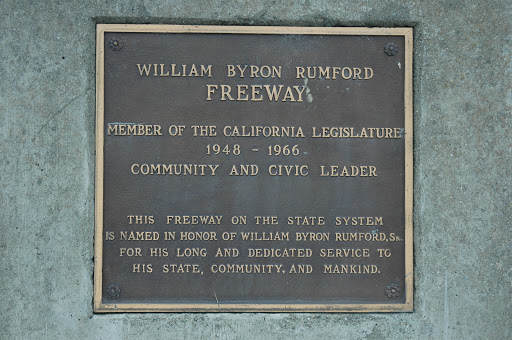 WILLIAM BYRON RUMFORD
FREEWAY
MEMBER OF THE CALIFORNIA LEGISLATURE
1948 - 1966
COMMUNITY AND CIVIC LEADER
THIS FREEWAY ON THE STATE SYSTEM
IS NAMED IN HONOR OF WILLIAM BYRON RUMFORD, SR.
FOR HIS LONG AND DEDICATED SERVICE TO
HIS STATE, COMMUNITY, AND MANKIND.